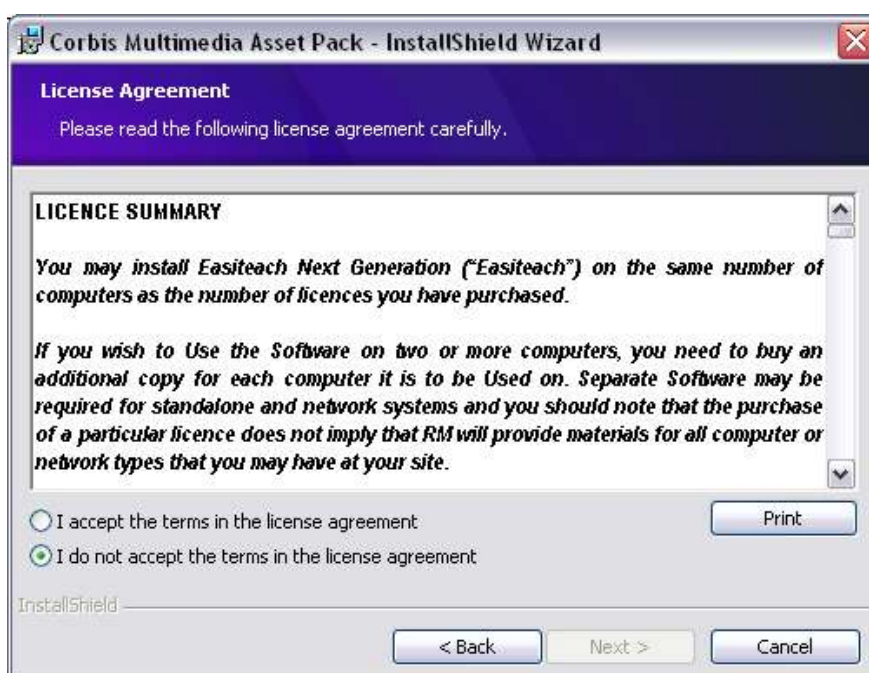 Corbis Multimedia Asset Pack - InstallShield Wizard
License Agreement
Please read the following license agreement carefully.
LICENCE SUMMARY
You may install Easiteach Next Generation ("Easiteach") on the same number of
computers as the number of licences you have purchased.
If you wish to Use the Software on two or more computers, you need to buy an
additional copy for each computer it is to be Used on. Separate Software may be
required for standalone and network systems and you should note that the purchase
of a particular licence does not imply that RM will provide materials for all computer or
network types that you may have at your site.
I accept the terms in the license agreement
Print
I do not accept the terms in the license agreement
InstallShield
< Back
Next >
Cancel